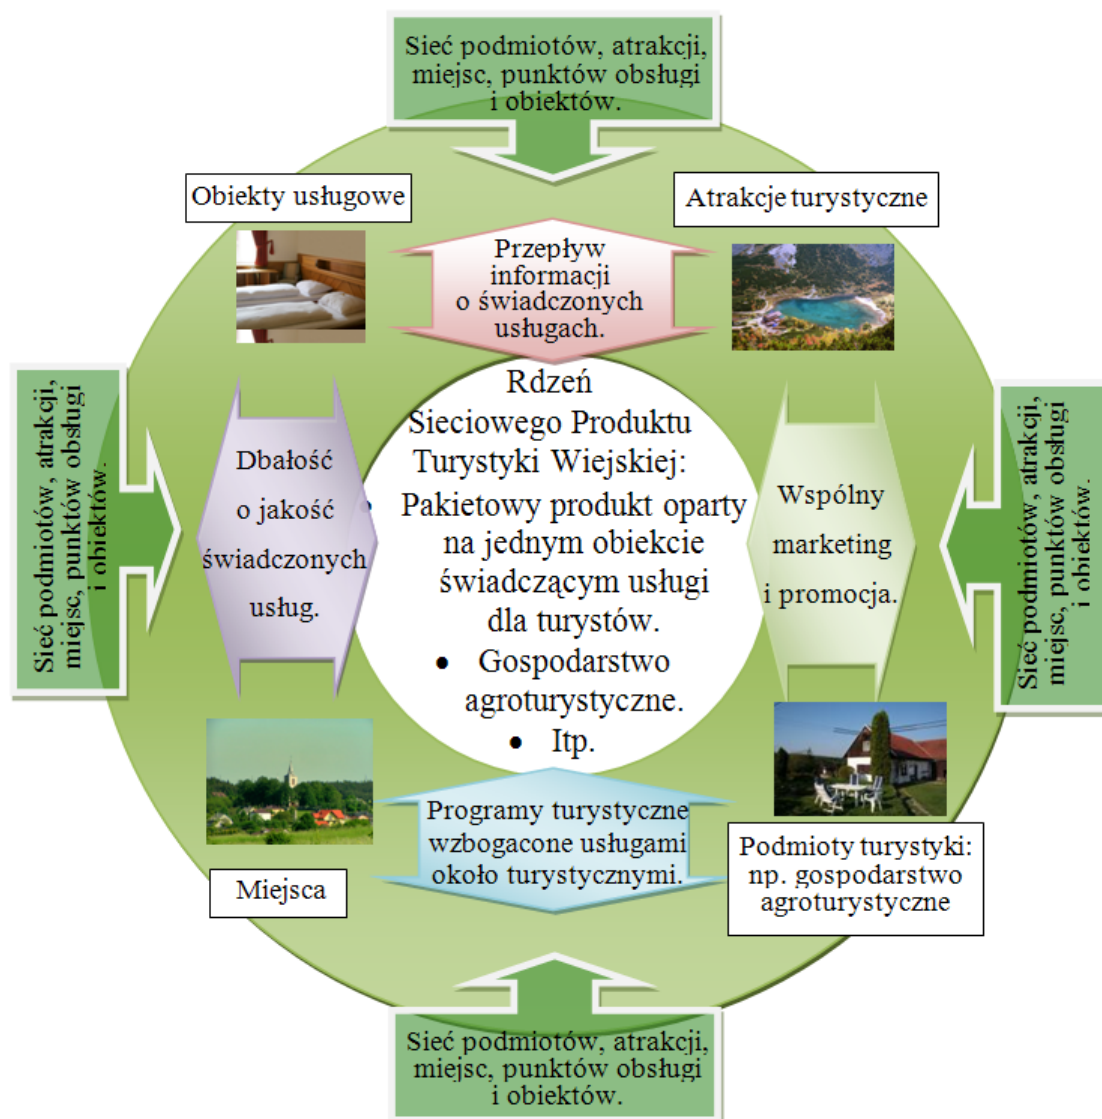 Sieć podmiotów, atrakcji,
miejsc, punktów obsługi
i obiektów.
Obiekty usługowe
Atrakcje turystyczne
Przepływ
informacji
o świadczonych
usługach.
Sieć podmiotów, atrakcji,
miejsc, punktów obsługi
i obiektów.
Dbałość
o jakość
świadczonych
usług.
Rdzeń
Sieciowego Produktu
Turystyki Wiejskiej:
• Pakietowy produkt oparty
na jednym obiekcie
świadczącym usługi
dla turystów.
• Gospodarstwo
agroturystyczne.
• Itp.
Wspólny
marketing
i promocja.
Sieć podmiotów, atrakcji,
miejsc, punktów obsługi
i obiektów.
Programy turystyczne
wzbogacone usługami
około turystycznymi.
Miejsca
Podmioty turystyki:
np. gospodarstwo
agroturystyczne
Sieć podmiotów, atrakcji,
miejsc, punktów obsługi
i obiektów.